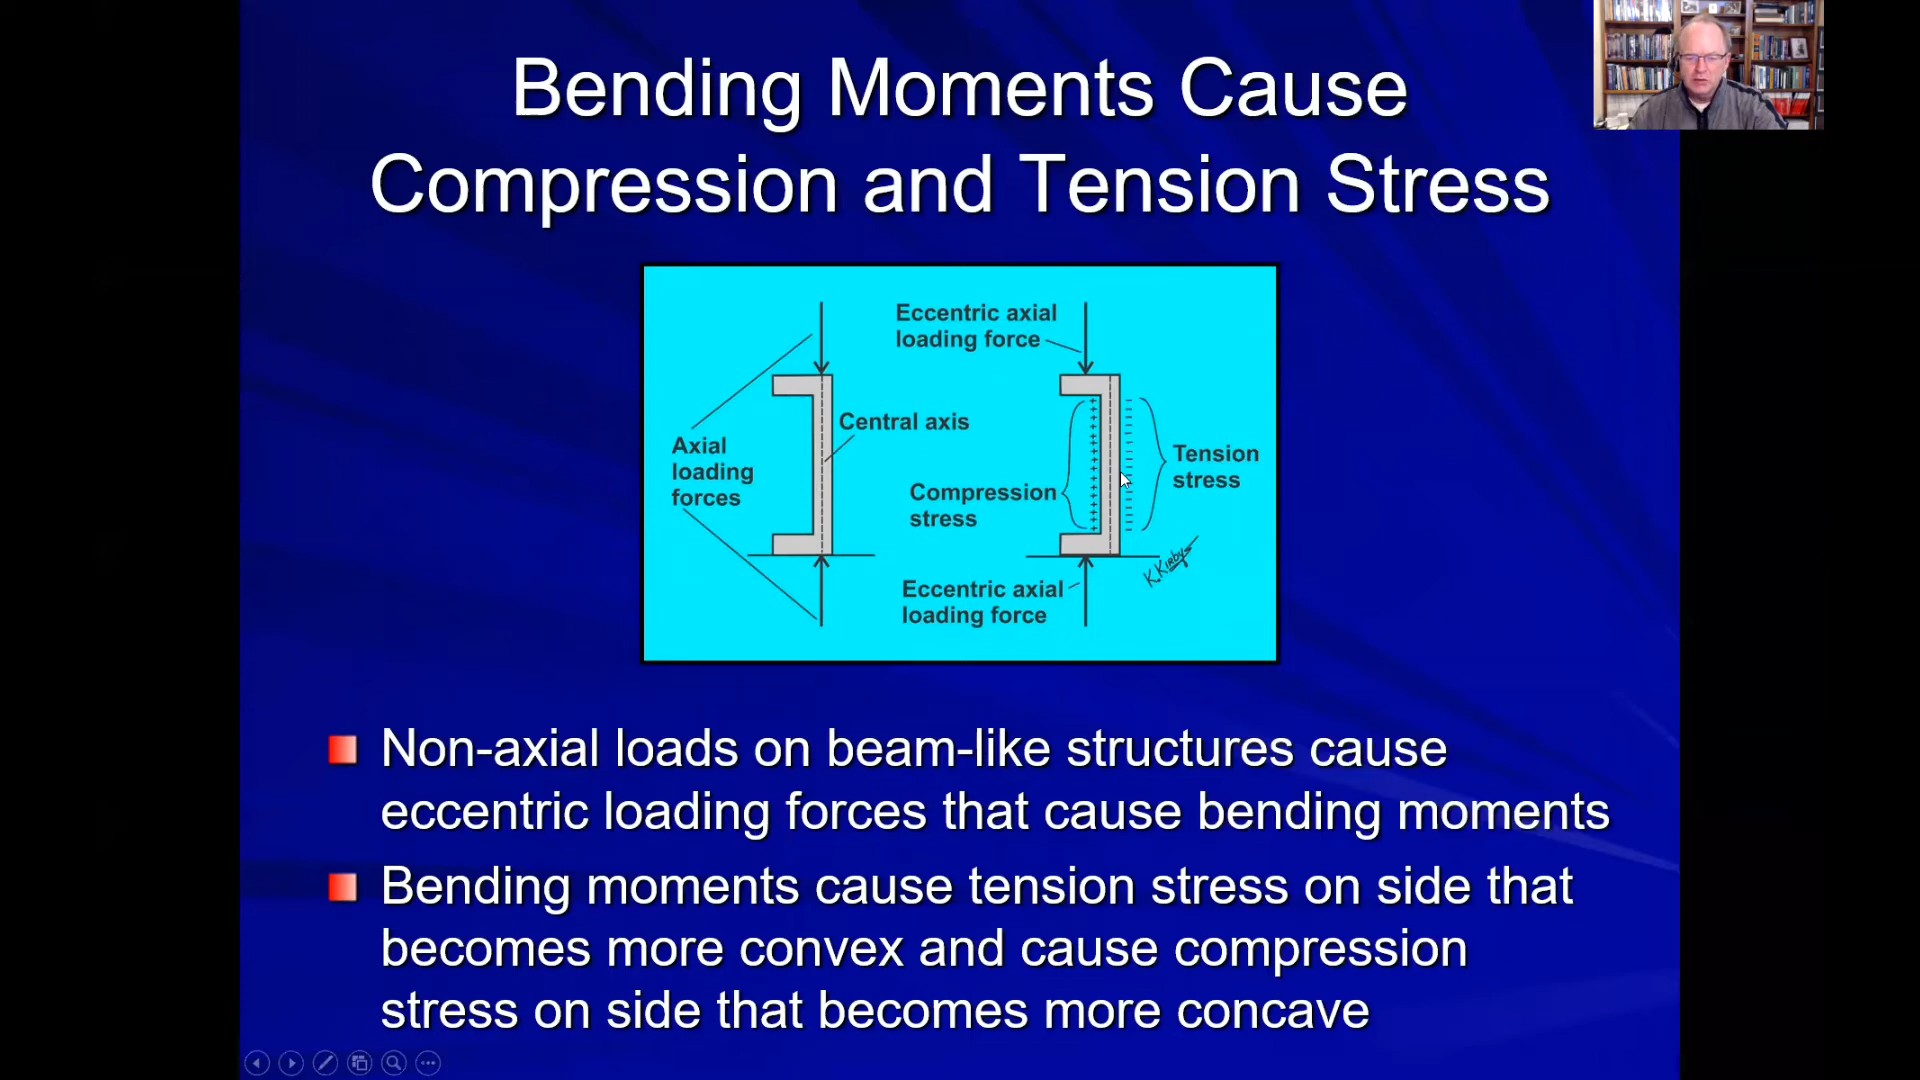 Bending Moments Cause
Compression and Tension Stress
Eccentric axial
loading force
Central axis
Axial
loading
forces
Compression
stress
Tension
stress
Eccentric axial
loading force
K.Kirby
Non-axial loads on beam-like structures cause
eccentric loading forces that cause bending moments
Bending moments cause tension stress on side that
becomes more convex and cause compression
stress on side that becomes more concave